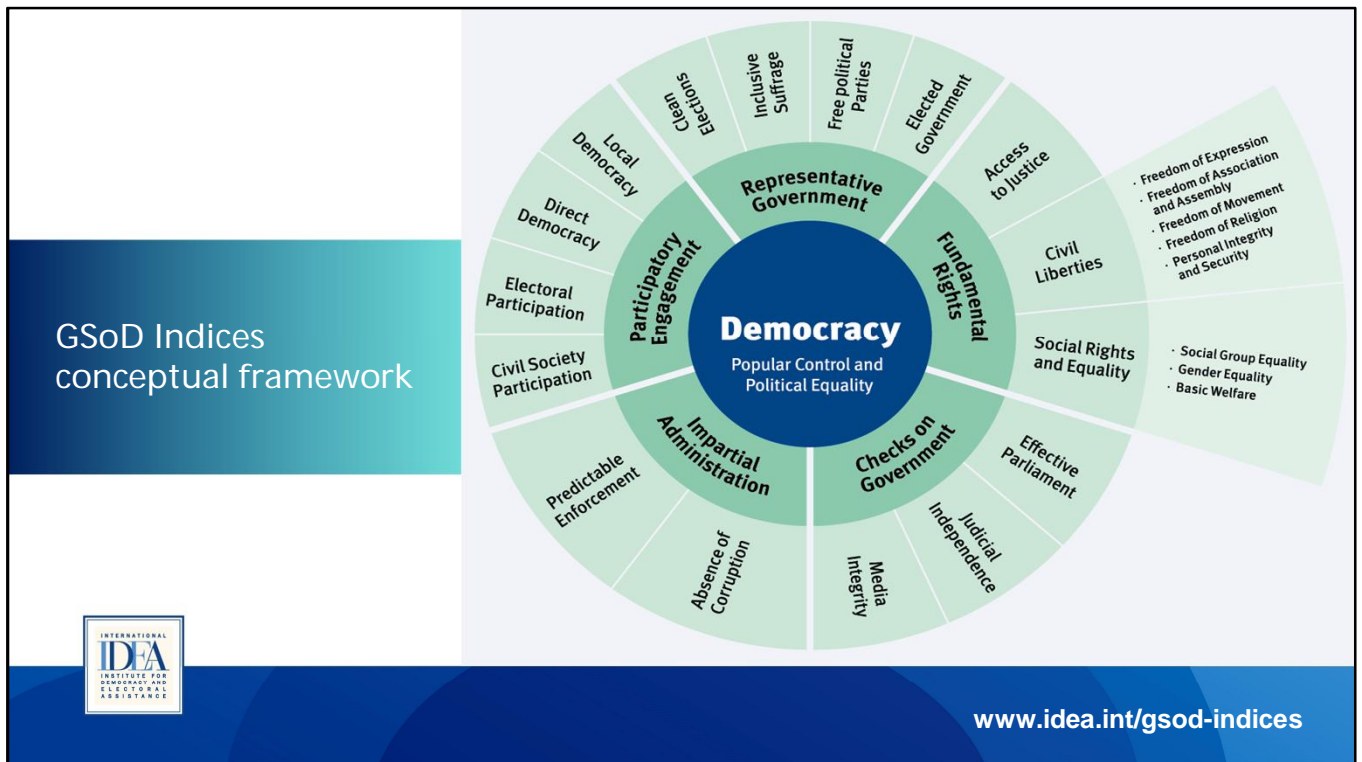 GSoD Indices
conceptual framework
Democracy
Popular Control and
Political Equality
Representative
Government
Clean
Elections
Inclusive
Suffrage
Free political
Parties
Elected
Government
Fundamental
Rights
Access
to Justice
Civil
Liberties
· Freedom of Expression
· Freedom of Association
and Assembly
· Freedom of Movement
· Freedom of Religion
· Personal Integrity
and Security
Social Rights
and Equality
· Social Group Equality
· Gender Equality
· Basic Welfare
Checks on
Government
Effective
Parliament
Judicial
Independence
Media
Integrity
Impartial
Administration
Absence of
Corruption
Predictable
Enforcement
Participatory
Engagement
Civil Society
Participation
Electoral
Participation
Direct
Democracy
Local
Democracy
INTERNATIONAL
IDEA
INSTITUTE FOR
DEMOCRACY AND
ELECTORAL
ASSISTANCE
www.idea.int/gsod-indices